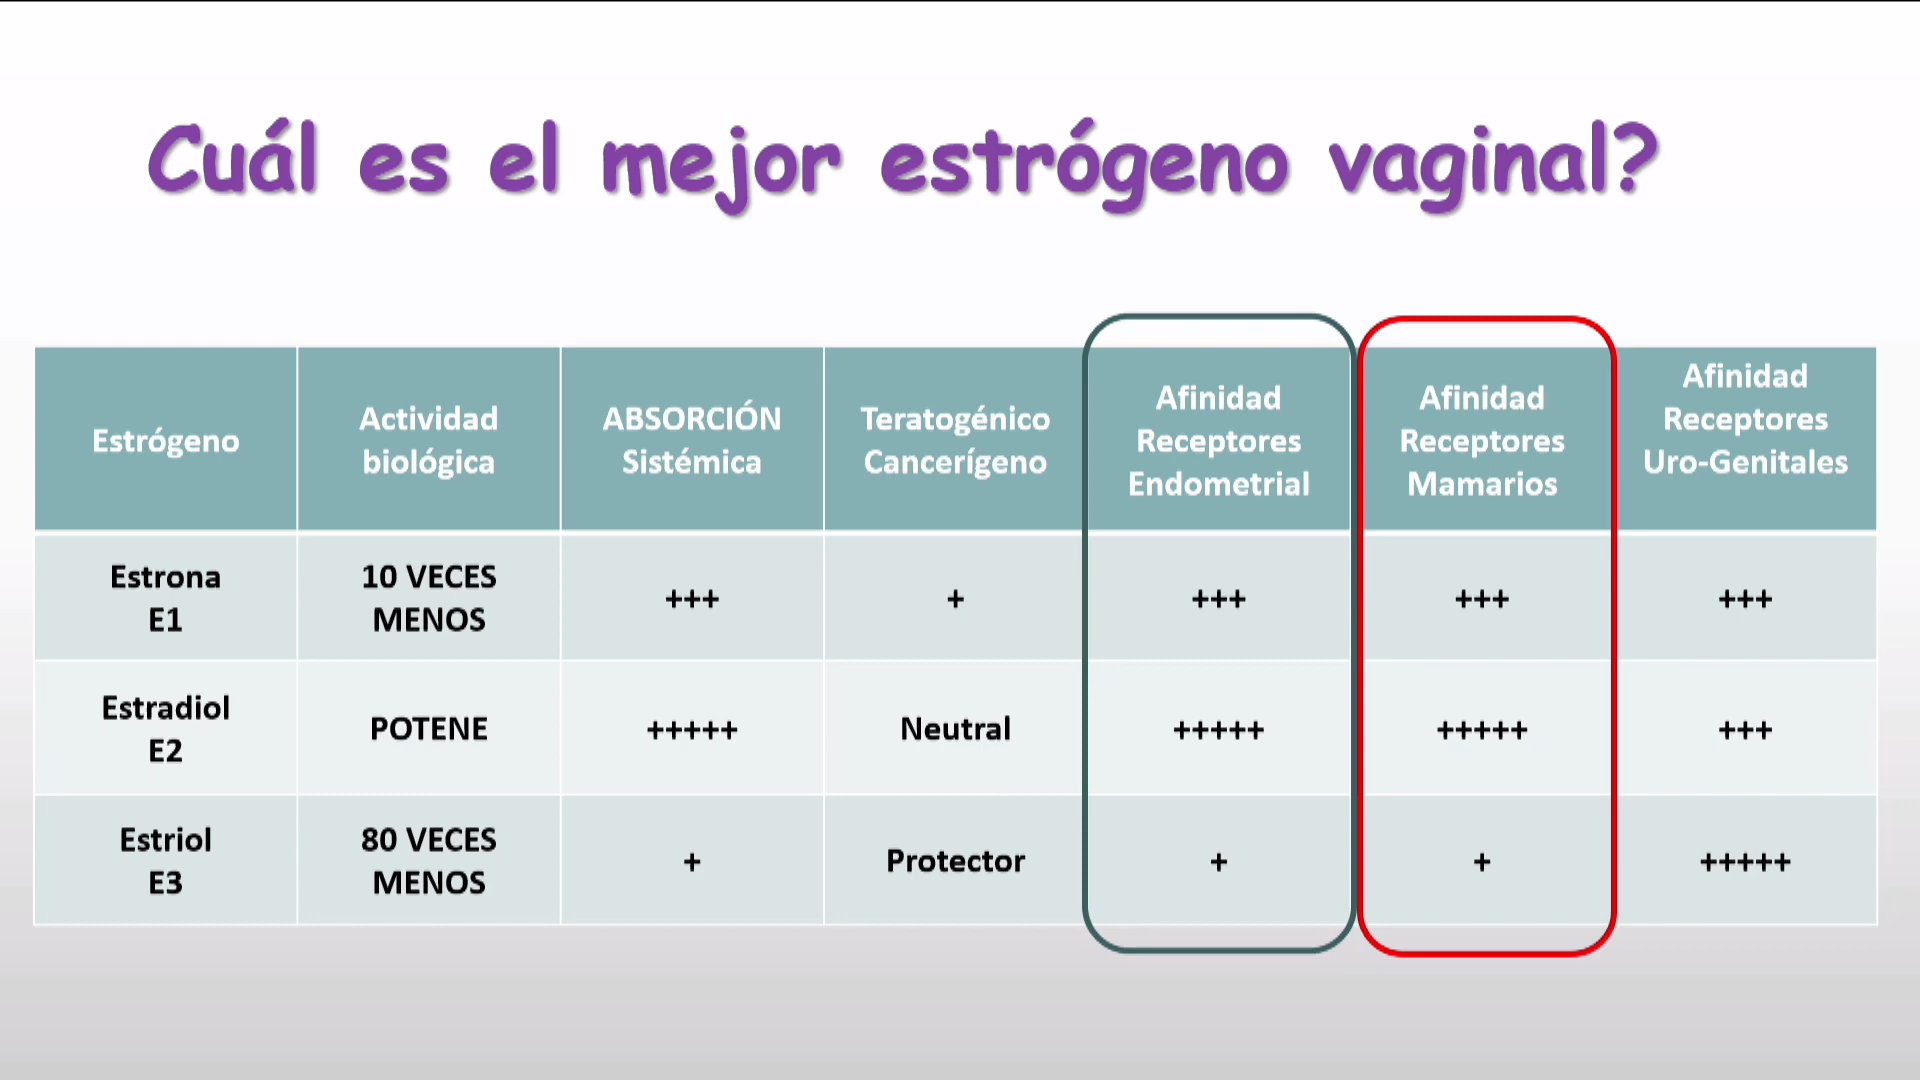 Cuál es el mejor estrógeno vaginal?
Estrógeno
Actividad
biológica
ABSORCIÓN
Sistémica
Teratogénico
Cancerígeno
Afinidad
Receptores
Endometrial
Afinidad
Receptores
Mamarios
Afinidad
Receptores
Uro-Genitales
Estrona
E1
10 VECES
MENOS
+++
+
+++
+++
+++
Estradiol
E2
POTENE
+++++
Neutral
+++++
+++++
+++
Estriol
E3
80 VECES
MENOS
+
Protector
+
+
+++++